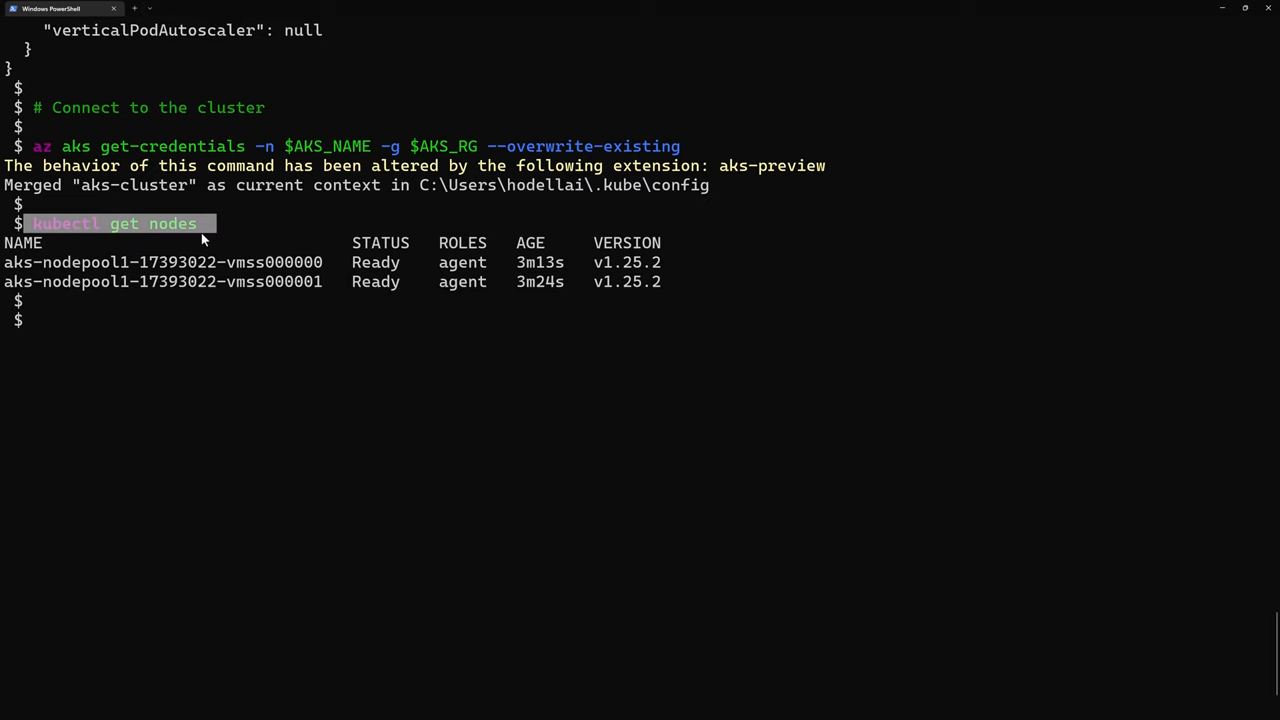 Windows PowerShell
"verticalPodAutoscaler": null
}
}
$
$ # Connect to the cluster
$
$ az aks get-credentials -n $AKS_NAME -g $AKS_RG --overwrite-existing
The behavior of this command has been altered by the following extension: aks-preview
Merged "aks-cluster" as current context in C:\Users\hodellai\.kube\config
$
$ kubectl get nodes
NAME STATUS ROLES AGE VERSION
aks-nodepool1-17393022-vmss000000 Ready agent 3m13s v1.25.2
aks-nodepool1-17393022-vmss000001 Ready agent 3m24s v1.25.2
$
$